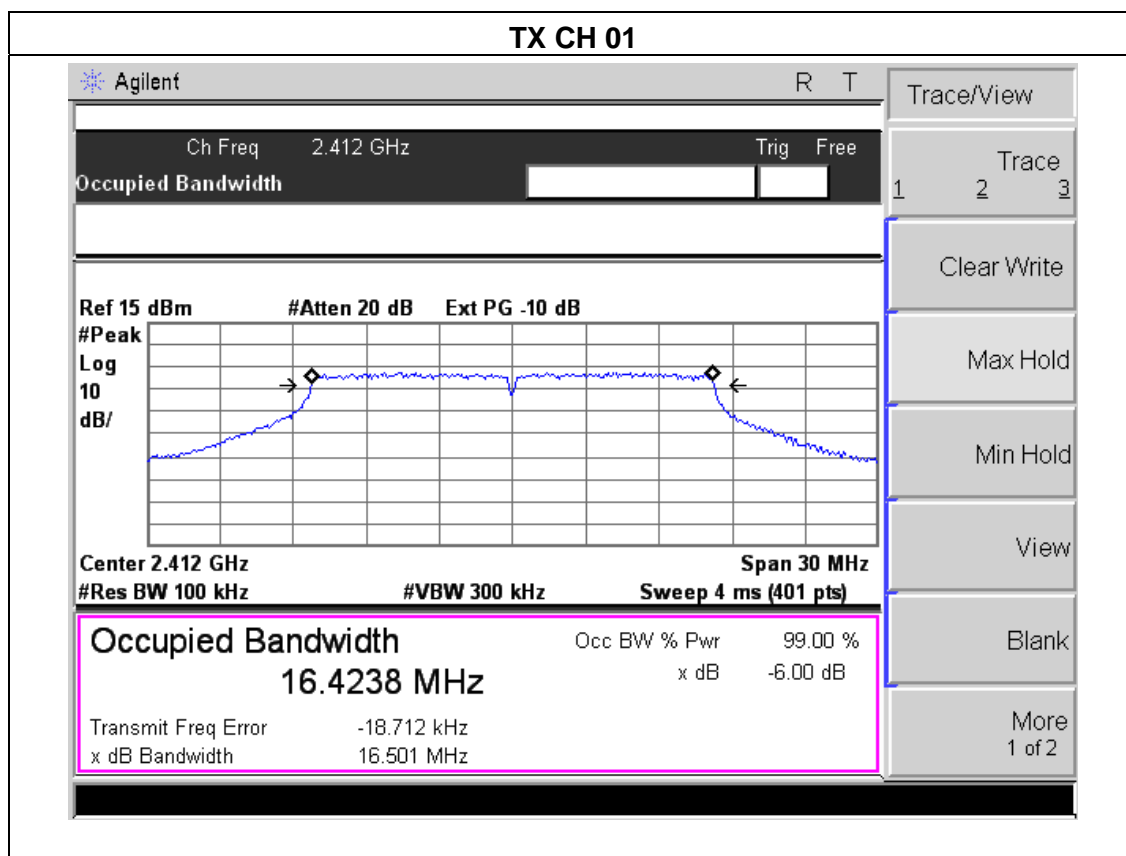 TX CH 01
Agilent R T
Trace/View
Ch Freq 2.412 GHz Trig Free
Occupied Bandwidth
Trace
1 2 3
Clear Write
Ref 15 dBm #Atten 20 dB Ext PG -10 dB
#Peak
Log
10
dB/
Max Hold
Min Hold
View
Center 2.412 GHz Span 30 MHz
#Res BW 100 kHz #VBW 300 kHz Sweep 4 ms (401 pts)
Occupied Bandwidth Occ BW % Pwr 99.00 %
16.4238 MHz x dB -6.00 dB
Blank
Transmit Freq Error -18.712 kHz
x dB Bandwidth 16.501 MHz
More
1 of 2